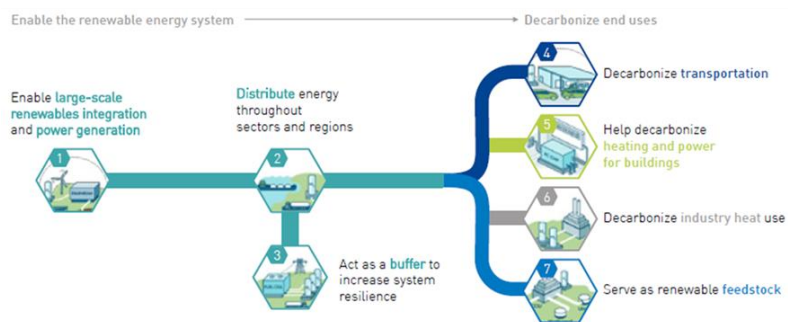 Enable the renewable energy system
Decarbonize end uses
Enable large-scale
renewables integration
and power generation
1
Distribute energy
throughout
sectors and regions
2
3
Act as a buffer to
increase system
resilience
4
Decarbonize transportation
5
Help decarbonize
heating and power
for buildings
6
Decarbonize industry heat use
7
Serve as renewable feedstock